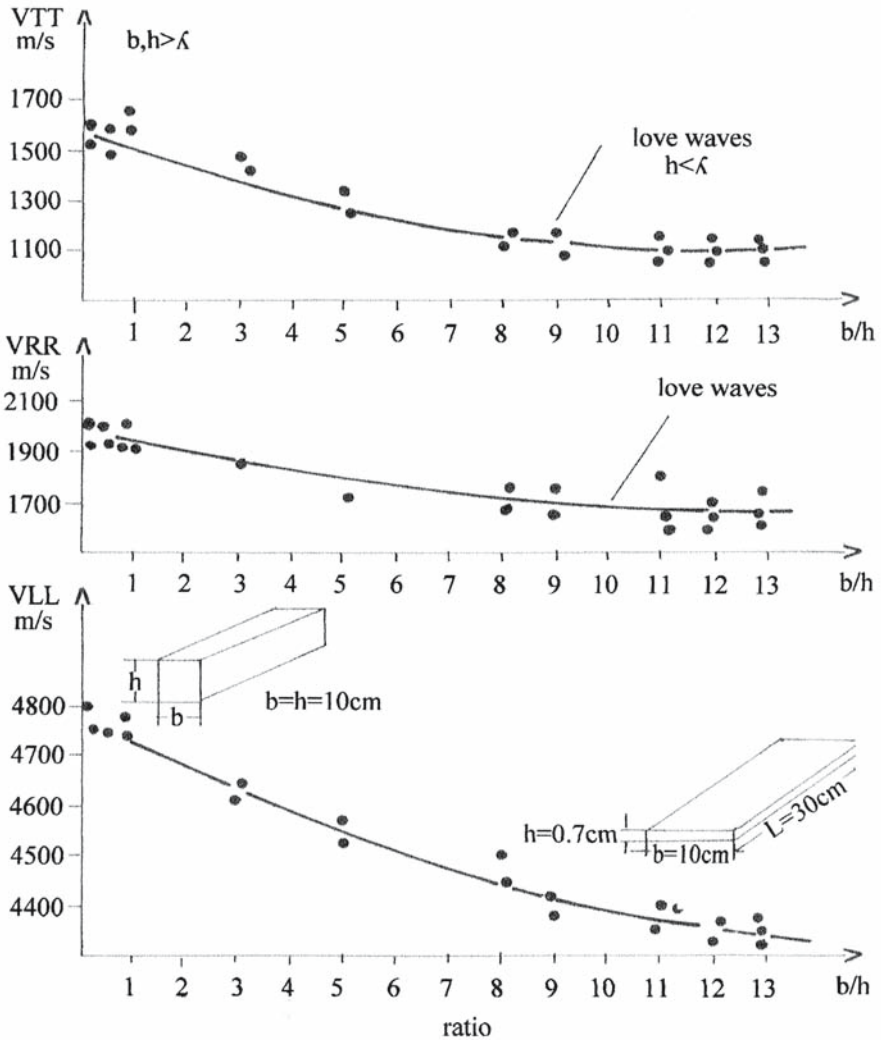 VTT
m/s
b,h>ʎ
1700
1500
1300
1100
love waves
h<ʎ
1 2 3 4 5 6 7 8 9 10 11 12 13 b/h
VRR
m/s
2100
1900
1700
love waves
1 2 3 4 5 6 7 8 9 10 11 12 13 b/h
VLL
m/s
4800
4700
4600
4500
4400
h
b
b=h=10cm
h=0.7cm
b=10cm
L=30cm
1 2 3 4 5 6 7 8 9 10 11 12 13 b/h
ratio